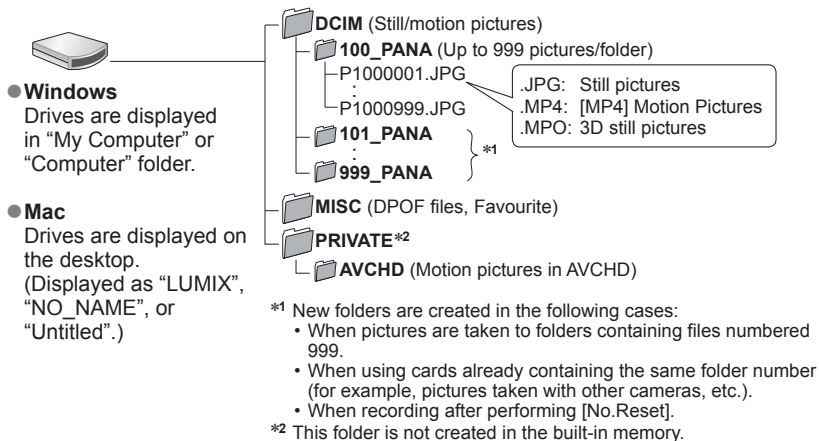 ● Windows
Drives are displayed
in “My Computer” or
“Computer” folder.
● Mac
Drives are displayed on
the desktop.
(Displayed as “LUMIX”,
“NO_NAME”, or
“Untitled”.)
DCIM (Still/motion pictures)
100_PANA (Up to 999 pictures/folder)
P1000001.JPG
:
P1000999.JPG
.JPG: Still pictures
.MP4: [MP4] Motion Pictures
.MPO: 3D still pictures
101_PANA
:
999_PANA
*1
MISC (DPOF files, Favourite)
PRIVATE*2
AVCHD (Motion pictures in AVCHD)
*1 New folders are created in the following cases:
• When pictures are taken to folders containing files numbered
999.
• When using cards already containing the same folder number
(for example, pictures taken with other cameras, etc.).
• When recording after performing [No.Reset].
*2 This folder is not created in the built-in memory.